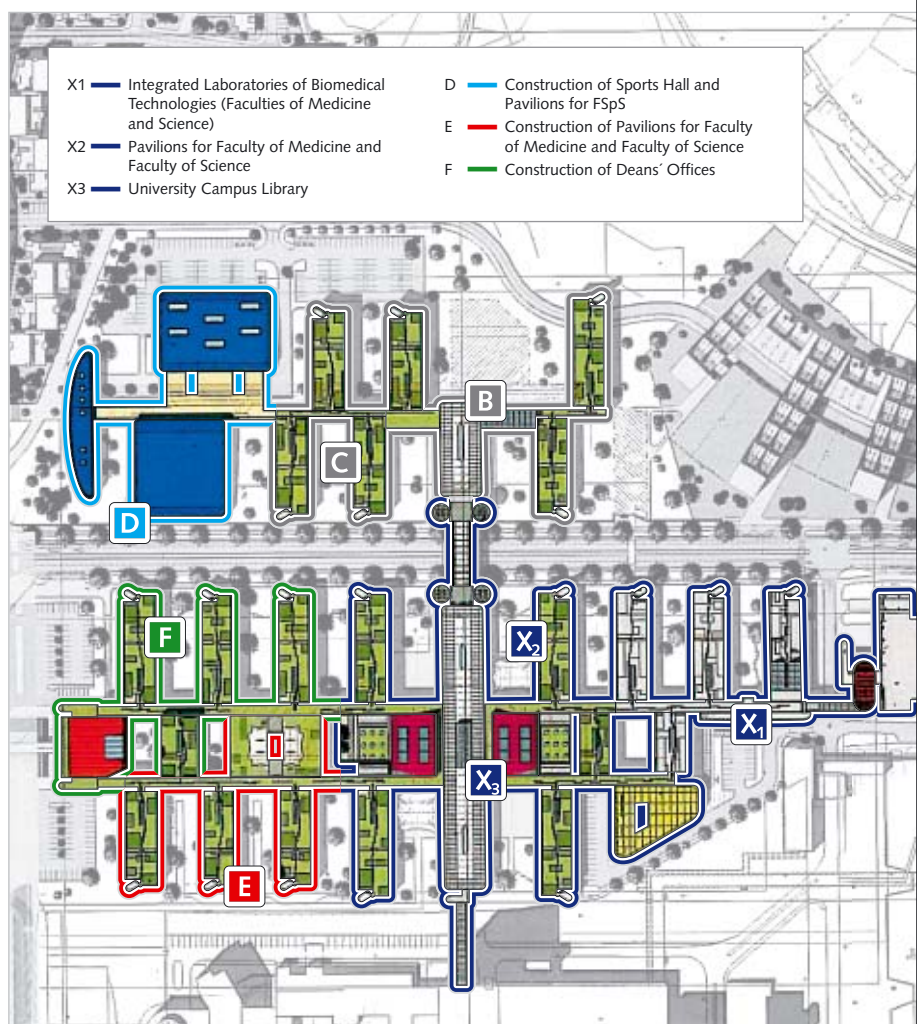 X1 Integrated Laboratories of Biomedical
Technologies (Faculties of Medicine
and Science)
X2 Pavilions for Faculty of Medicine and
Faculty of Science
X3 University Campus Library
D Construction of Sports Hall and
Pavilions for FSpS
E Construction of Pavilions for Faculty
of Medicine and Faculty of Science
F Construction of Deans´ Offices
B
C
D
F
X2
X1
X3
E